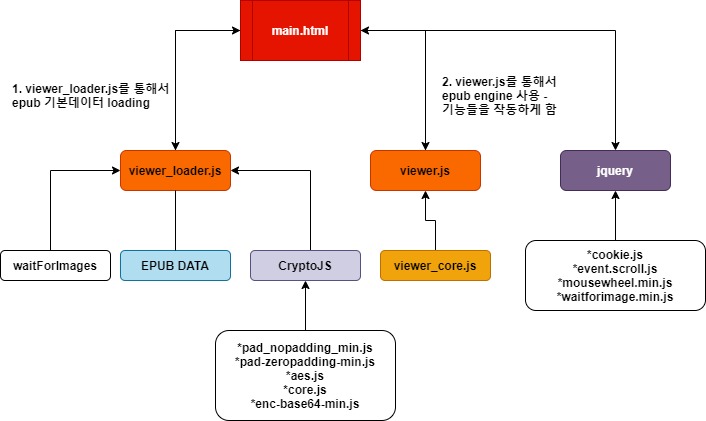 main.html
1. viewer_loader.js를 통해서
epub 기본데이터 loading
2. viewer.js를 통해서
epub engine 사용 -
기능들을 작동하게 함
viewer_loader.js
viewer.js
jquery
waitForImages
EPUB DATA
CryptoJS
viewer_core.js
*cookie.js
*event.scroll.js
*mousewheel.min.js
*waitforimage.min.js
*pad_nopadding_min.js
*pad-zeropadding-min.js
*aes.js
*core.js
*enc-base64-min.js